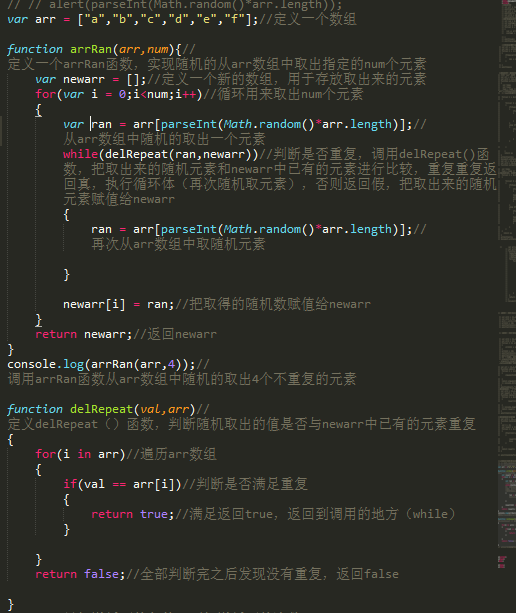 // // alert(parseInt(Math.random()*arr.length));
var arr = ["a","b","c","d","e","f"];//定义一个数组
function arrRan(arr,num){//
定义一个arrRan函数，实现随机的从arr数组中取出指定的num个元素
var newarr = [];//定义一个新的数组，用于存放取出来的元素
for(var i = 0;i<num;i++)//循环用来取出num个元素
{
var ran = arr[parseInt(Math.random()*arr.length)];//
从arr数组中随机的取出一个元素
while(delRepeat(ran,newarr))//判断是否重复，调用delRepeat()函
数，把取出来的随机元素和newarr中已有的元素进行比较，重复重复返
回真，执行循环体（再次随机取元素），否则返回假，把取出来的随机
元素赋值给newarr
{
ran = arr[parseInt(Math.random()*arr.length)];//
再次从arr数组中取随机元素
}
newarr[i] = ran;//把取得的随机数赋值给newarr
}
return newarr;//返回newarr
}
console.log(arrRan(arr,4));//
调用arrRan函数从arr数组中随机的取出4个不重复的元素
function delRepeat(val,arr)//
定义delRepeat（）函数，判断随机取出的值是否与newarr中已有的元素重复
{
for(i in arr)//遍历arr数组
{
if(val == arr[i])//判断是否满足重复
{
return true;//满足返回true，返回到调用的地方（while）
}
}
return false;//全部判断完之后发现没有重复，返回false
}